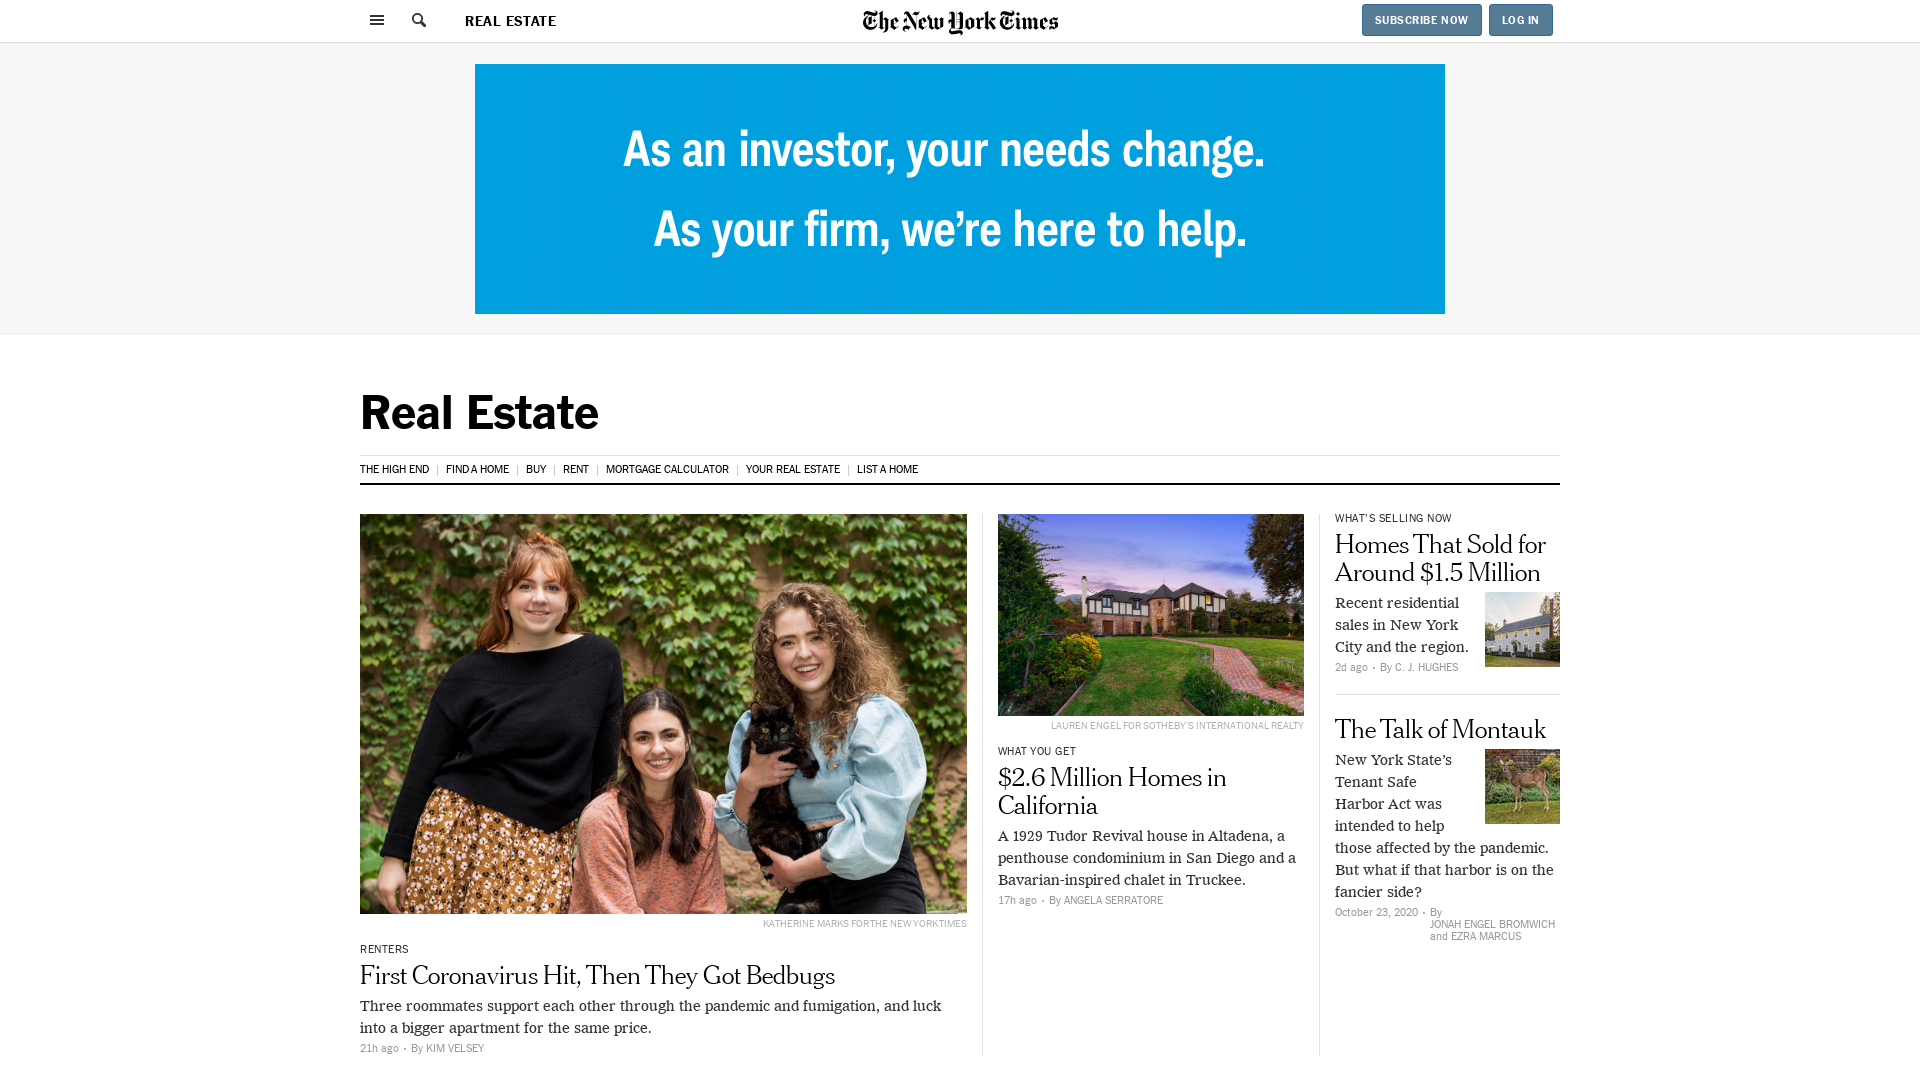 REAL ESTATE
The New York Times
SUBSCRIBE NOW
LOG IN
As an investor, your needs change.
As your firm, we’re here to help.
Real Estate
THE HIGH END
FIND A HOME
BUY
RENT
MORTGAGE CALCULATOR
YOUR REAL ESTATE
LIST A HOME
KATHERINE MARKS FOR THE NEW YORK TIMES
RENTERS
First Coronavirus Hit, Then They Got Bedbugs
Three roommates support each other through the pandemic and fumigation, and luck
into a bigger apartment for the same price.
21h ago • By KIM VELSEY
LAUREN ENGEL FOR SOTHEBY’S INTERNATIONAL REALTY
WHAT YOU GET
$2.6 Million Homes in
California
A 1929 Tudor Revival house in Altadena, a
penthouse condominium in San Diego and a
Bavarian-inspired chalet in Truckee.
17h ago • By ANGELA SERRATORE
WHAT’S SELLING NOW
Homes That Sold for
Around $1.5 Million
Recent residential
sales in New York
City and the region.
2d ago • By C. J. HUGHES
The Talk of Montauk
New York State’s
Tenant Safe
Harbor Act was
intended to help
those affected by the pandemic.
But what if that harbor is on the
fancier side?
October 23, 2020 • By
JONAH ENGEL BROMWICH
and EZRA MARCUS